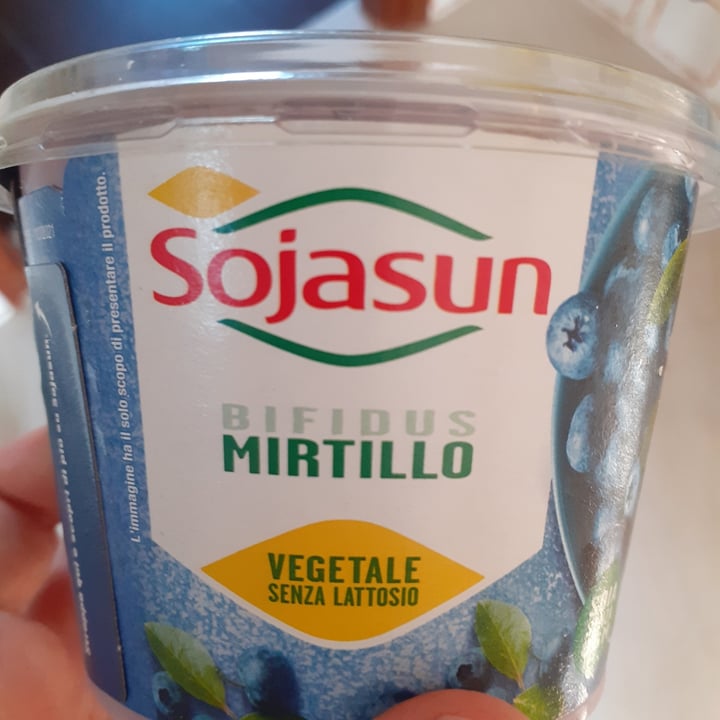 Sojasun
BIFIDUS
MIRTILLO
VEGETALE
SENZA LATTOSIO
L'immagine ha il solo scopo di presentare il prodotto.